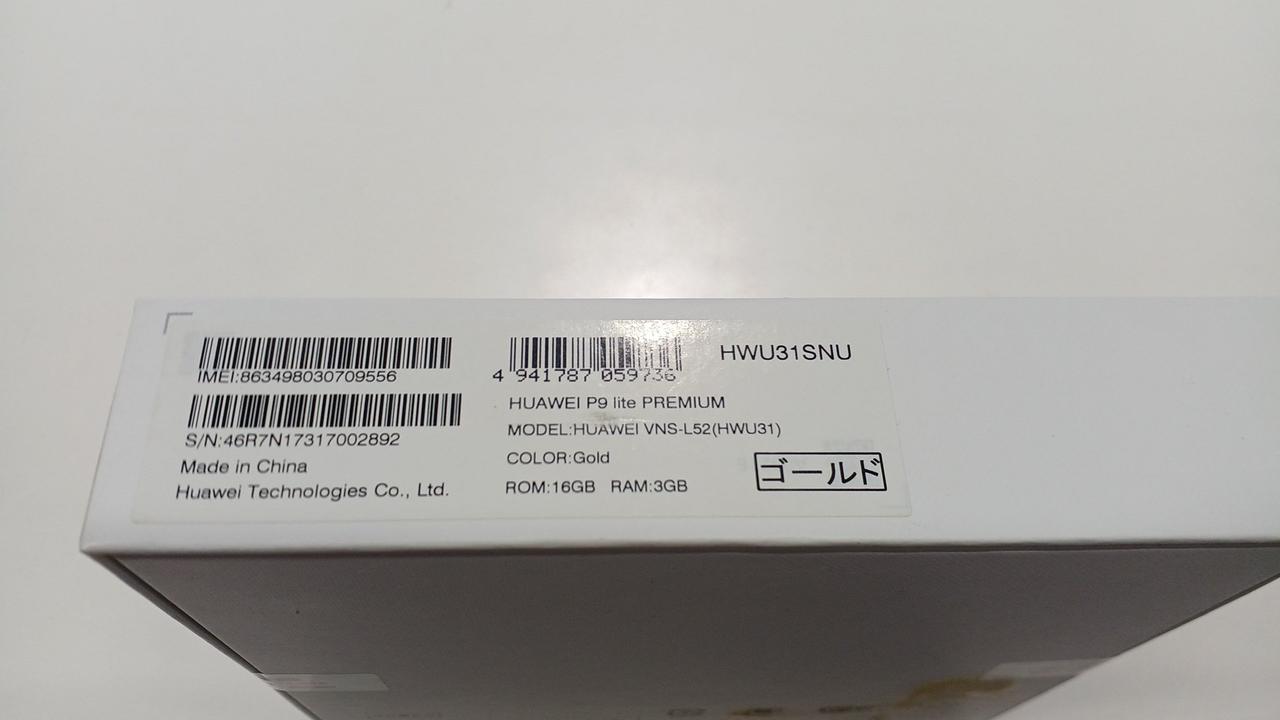 IMEI:863498030709556
S/N:46R7N17317002892
Made in China
Huawei Technologies Co., Ltd.
4 941787 059736
HWU31SNU
HUAWEI P9 lite PREMIUM
MODEL:HUAWEI VNS-L52(HWU31)
COLOR:Gold
ROM:16GB RAM:3GB
ゴールド